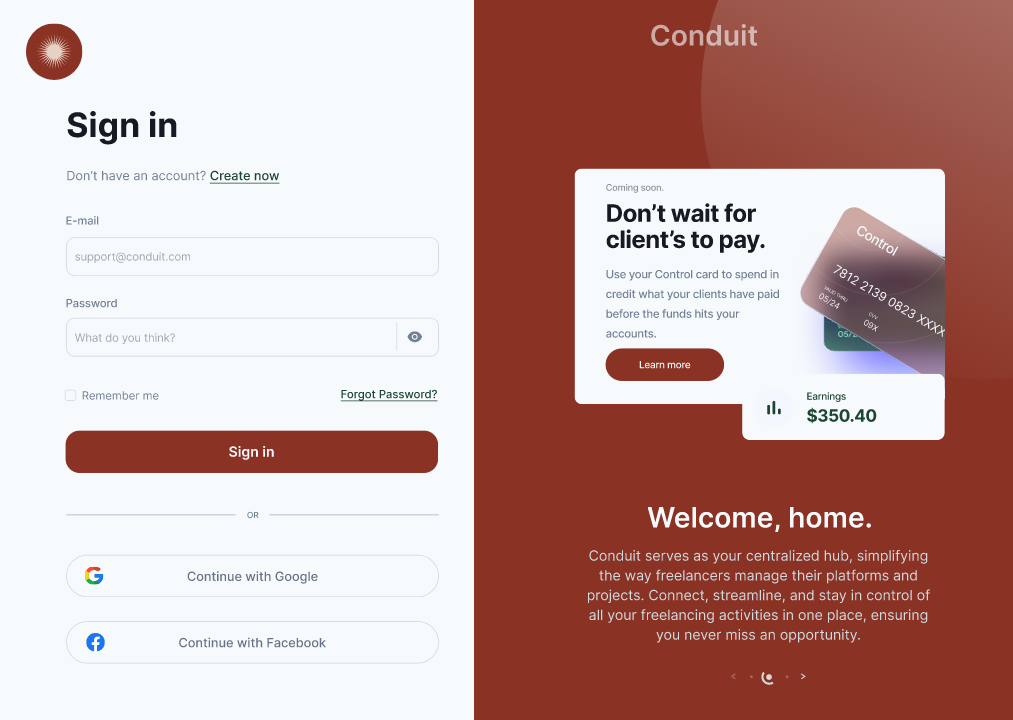 Sign in
Don't have an account? Create now
E-mail
support@conduit.com
Password
What do you think?
Remember me
Forgot Password?
Sign in
OR
Continue with Google
Continue with Facebook
Conduit
Coming soon.
Don't wait for
client's to pay.
Use your Control card to spend in
credit what your clients have paid
before the funds hits your
accounts.
Learn more
Control
7812 2139 0823 XXXX
VALID THRU
05/24
CVV
09X
05/2
Earnings
$350.40
Welcome, home.
Conduit serves as your centralized hub, simplifying
the way freelancers manage their platforms and
projects. Connect, streamline, and stay in control of
all your freelancing activities in one place, ensuring
you never miss an opportunity.